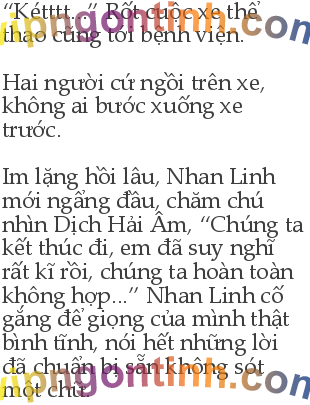 “Kétttt...” Rốt cuộc xe thể
thao cũng tới bệnh viện.
Hai người cứ ngồi trên xe,
không ai bước xuống xe
trước.
Im lặng hồi lâu, Nhan Linh
mới ngẩng đầu, chăm chú
nhìn Dịch Hải Âm, “Chúng ta
kết thúc đi, em đã suy nghĩ
rất kĩ rồi, chúng ta hoàn toàn
không hợp...” Nhan Linh cố
gắng để giọng của mình thật
bình tĩnh, nói hết những lời
đã chuẩn bị sẵn không sót
một chữ.
vipngontinh.com
vipngontinh.com